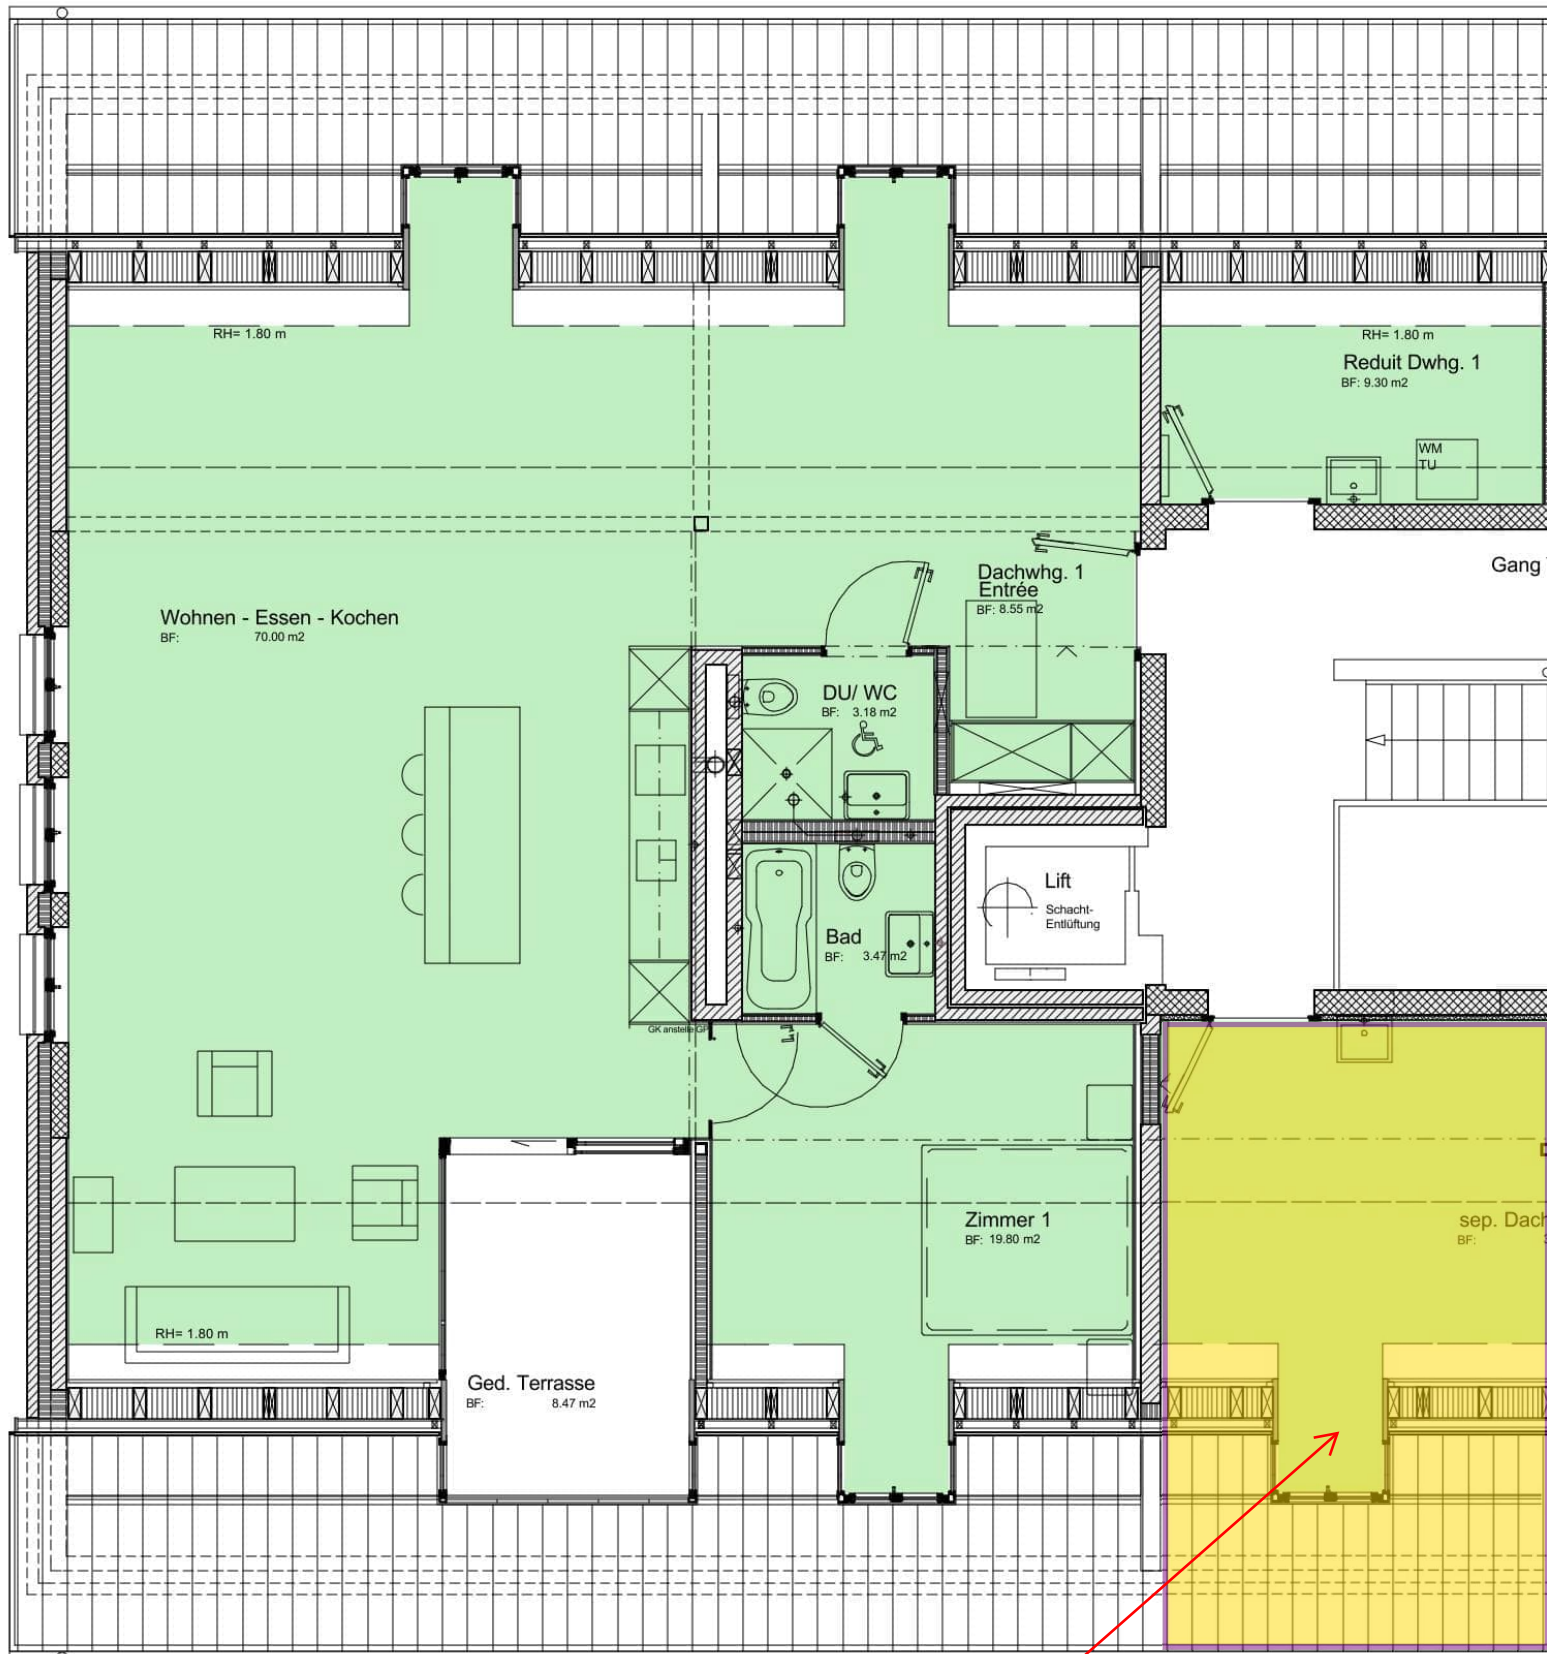 RH= 1.80 m
RH= 1.80 m
Reduit Dwhg. 1
BF: 9.30 m2
WM
TU
Gang
Dachwhg. 1
Entrée
BF: 8.55 m2
Wohnen - Essen - Kochen
BF: 70.00 m2
DU/ WC
BF: 3.18 m2
Lift
Schacht-
Entlüftung
Bad
BF: 3.47 m2
GK anstelle GP
Zimmer 1
BF: 19.80 m2
sep. Dach
BF: 3
RH= 1.80 m
Ged. Terrasse
BF: 8.47 m2